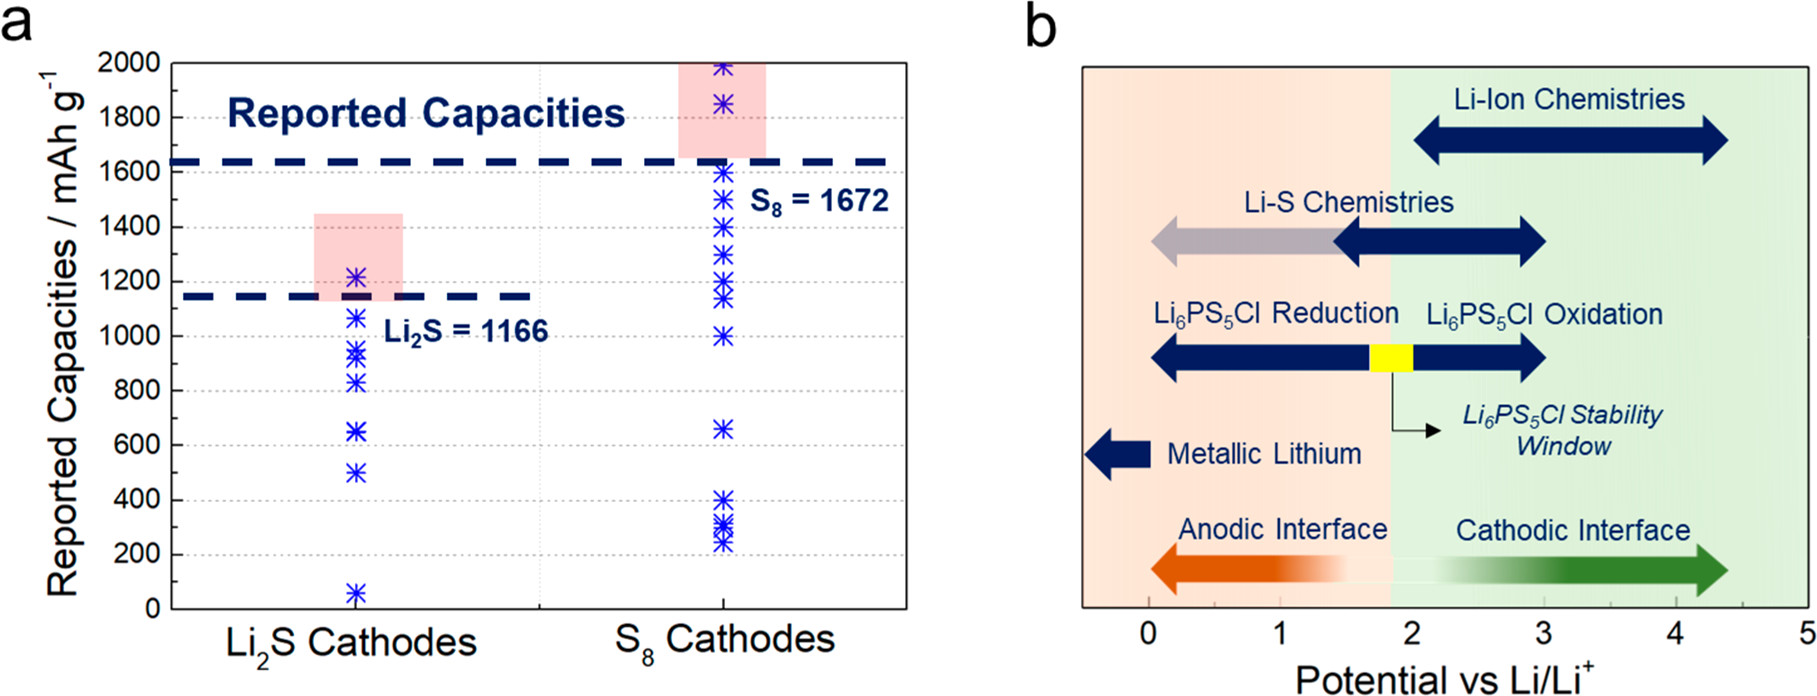 a
Reported Capacities / mAh g⁻¹
2000
1800
1600
1400
1200
1000
800
600
400
200
0
Reported Capacities
S₈ = 1672
Li₂S = 1166
Li₂S Cathodes
S₈ Cathodes
b
Li-Ion Chemistries
Li-S Chemistries
Li₆PS₅Cl Reduction
Li₆PS₅Cl Oxidation
Li₆PS₅Cl Stability
Window
Metallic Lithium
Anodic Interface
Cathodic Interface
0 1 2 3 4 5
Potential vs Li/Li⁺